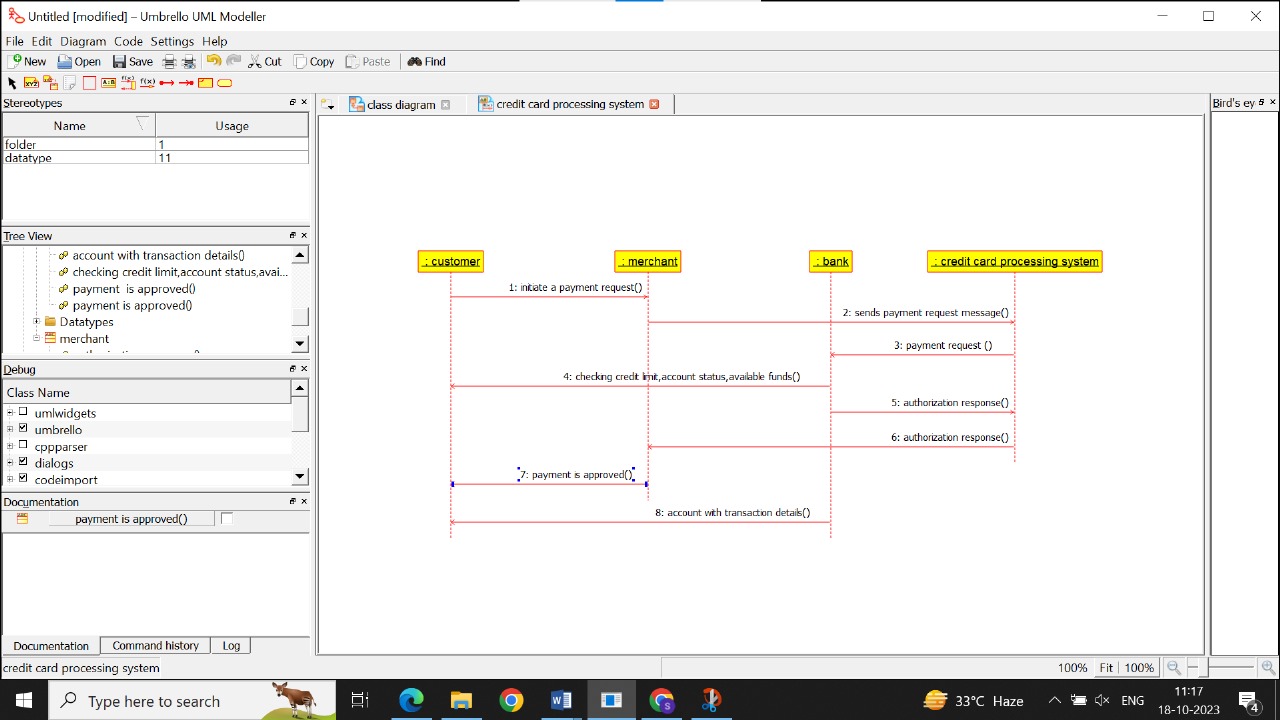 Untitled [modified] – Umbrello UML Modeller
File Edit Diagram Code Settings Help
New Open Save Cut Copy Paste Find
Stereotypes
Name Usage
folder 1
datatype 11
Tree View
account with transaction details()
checking credit limit,account status,avai...
payment is approved()
payment is approved()
Datatypes
merchant
Debug
Class Name
umlwidgets
umbrello
cppparser
dialogs
codeimport
Documentation
payment is approved()
Documentation Command history Log
credit card processing system
class diagram credit card processing system
Bird's ey
: customer : merchant : bank : credit card processing system
1: initiate a payment request()
2: sends payment request message()
3: payment request ()
4: checking credit limit,account status,available funds()
5: authorization response()
6: authorization response()
7: payment is approved()
8: account with transaction details()
100% Fit 100%
Type here to search
33°C Haze
ENG
11:17
18-10-2023
4